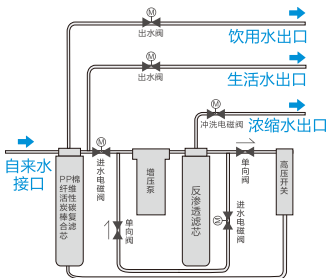 M
出水阀
饮用水出口
M
出水阀
生活水出口
M
冲洗电磁阀
浓缩水出口
自来水
接口
M
进水电磁阀
PP棉
纤维
活性
炭碳
棒复
合滤
芯
增压泵
反渗透滤芯
单向阀
高压开关
单向阀
M
进水电磁阀